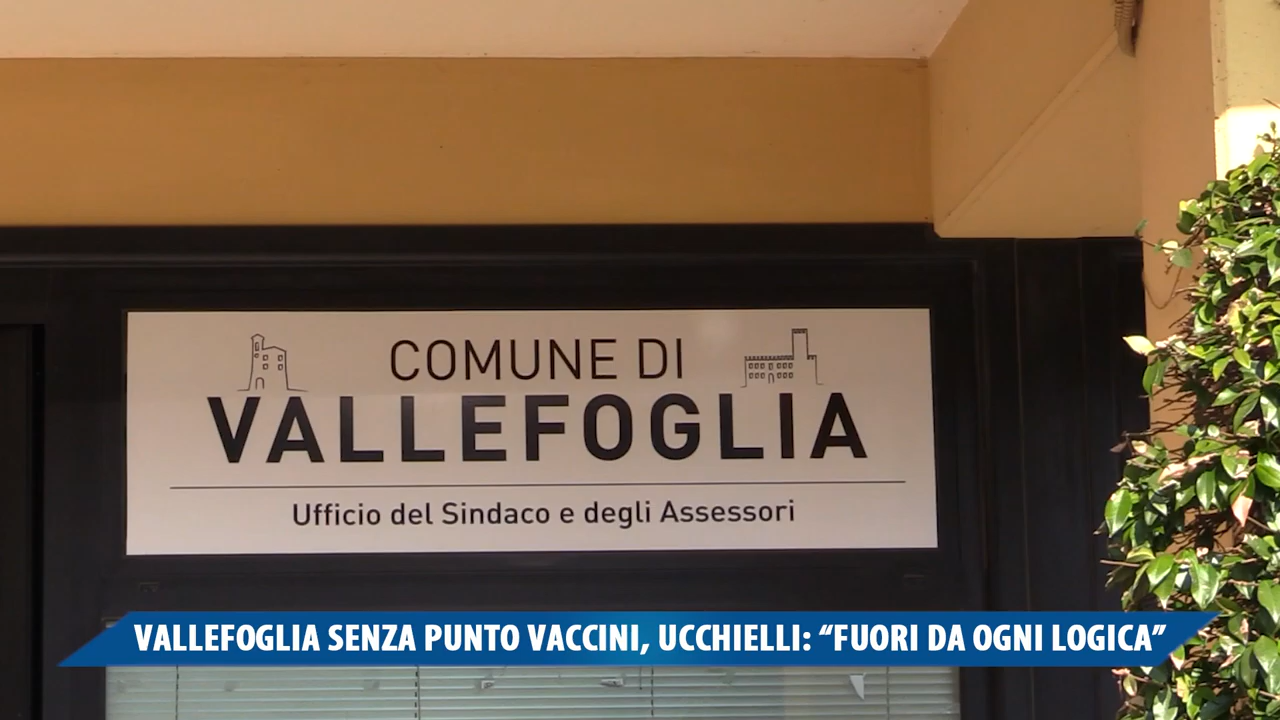 COMUNE DI
VALLEFOGLIA
Ufficio del Sindaco e degli Assessori
VALLEFOGLIA SENZA PUNTO VACCINI, UCCHIELLI: “FUORI DA OGNI LOGICA”